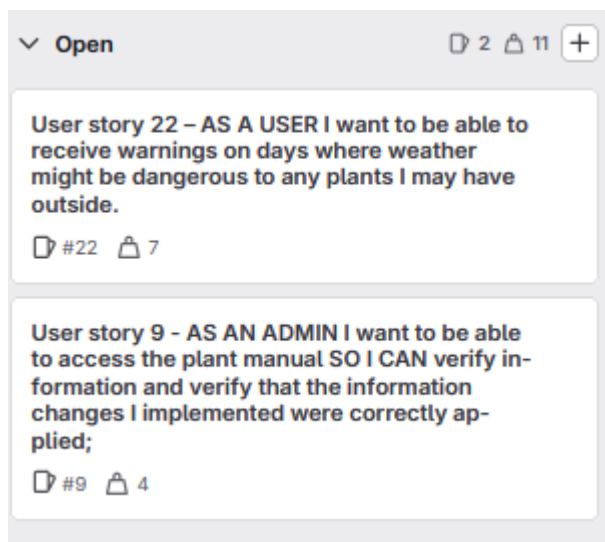 Open 2 11
User story 22 – AS A USER I want to be able to
receive warnings on days where weather
might be dangerous to any plants I may have
outside.
#22 7
User story 9 - AS AN ADMIN I want to be able
to access the plant manual SO I CAN verify in-
formation and verify that the information
changes I implemented were correctly ap-
plied;
#9 4